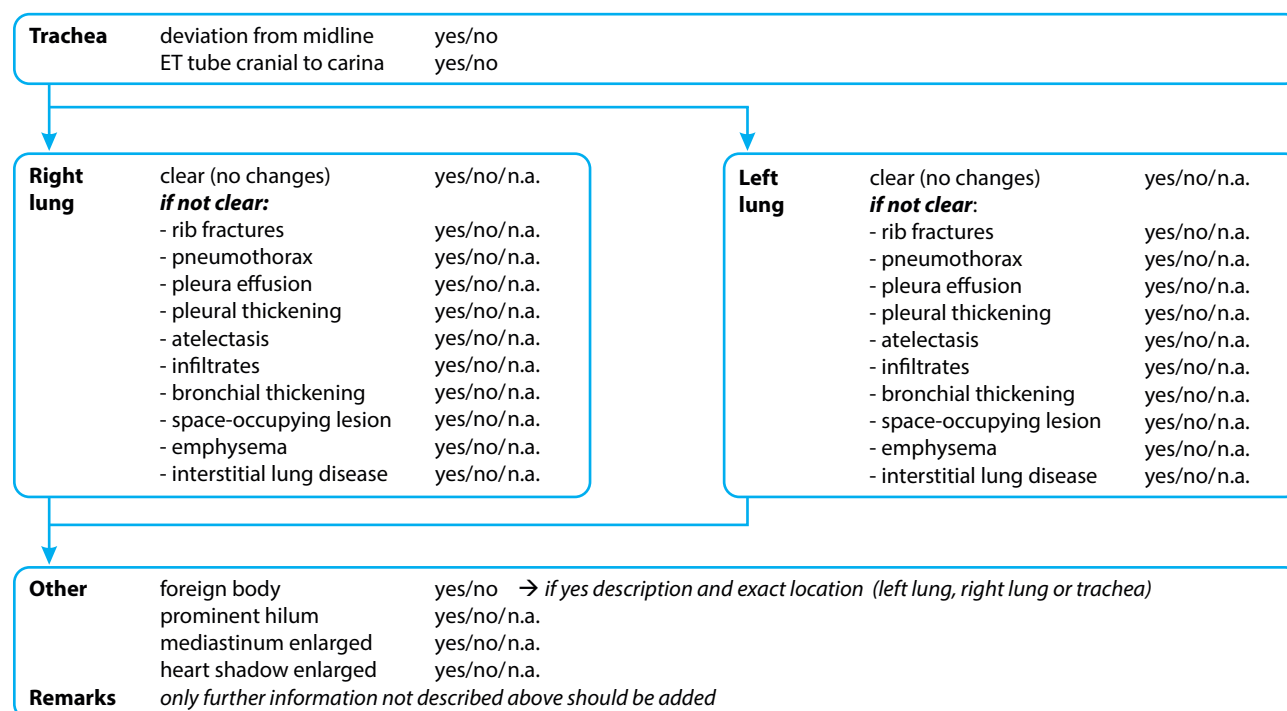 Trachea deviation from midline yes/no
ET tube cranial to carina yes/no
Right lung clear (no changes) yes/no/n.a.
if not clear:
- rib fractures yes/no/n.a.
- pneumothorax yes/no/n.a.
- pleura effusion yes/no/n.a.
- pleural thickening yes/no/n.a.
- atelectasis yes/no/n.a.
- infiltrates yes/no/n.a.
- bronchial thickening yes/no/n.a.
- space-occupying lesion yes/no/n.a.
- emphysema yes/no/n.a.
- interstitial lung disease yes/no/n.a.
Left lung clear (no changes) yes/no/n.a.
if not clear:
- rib fractures yes/no/n.a.
- pneumothorax yes/no/n.a.
- pleura effusion yes/no/n.a.
- pleural thickening yes/no/n.a.
- atelectasis yes/no/n.a.
- infiltrates yes/no/n.a.
- bronchial thickening yes/no/n.a.
- space-occupying lesion yes/no/n.a.
- emphysema yes/no/n.a.
- interstitial lung disease yes/no/n.a.
Other foreign body yes/no → if yes description and exact location (left lung, right lung or trachea)
prominent hilum yes/no/n.a.
mediastinum enlarged yes/no/n.a.
heart shadow enlarged yes/no/n.a.
Remarks only further information not described above should be added